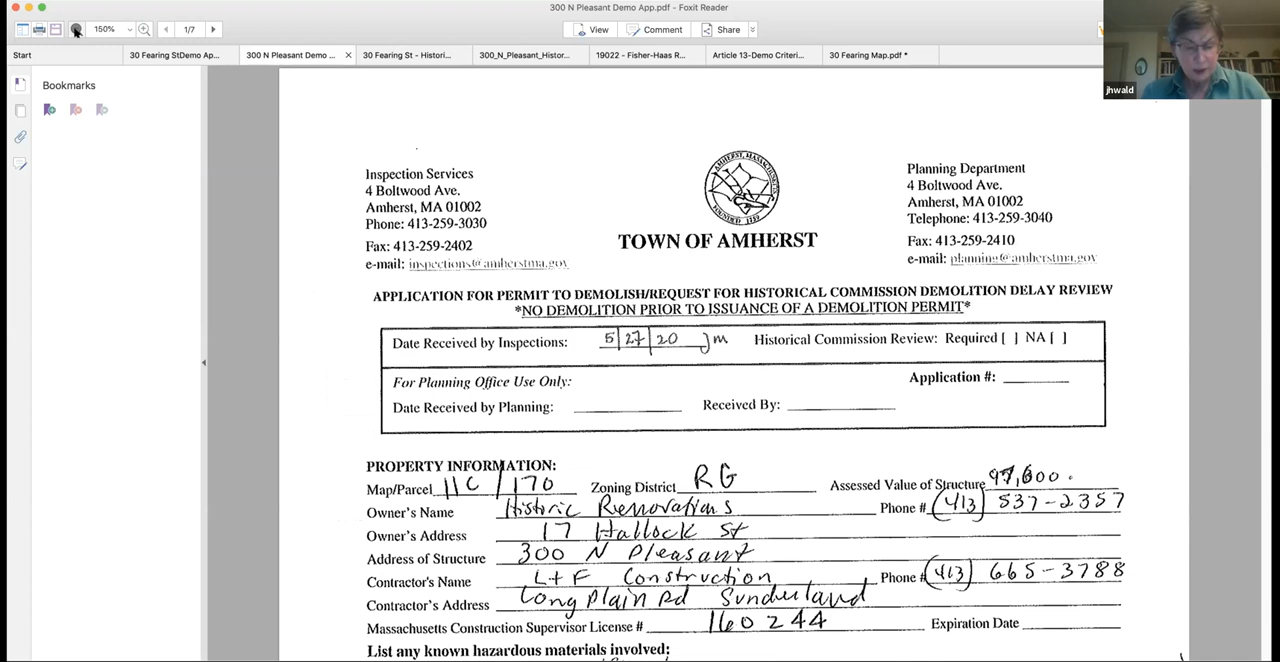 300 N Pleasant Demo App.pdf - Foxit Reader
150% 1/7 View Comment Share
Start 30 Fearing StDemo Ap... 300 N Pleasant Demo ... 30 Fearing St - Histori... 300_N_Pleasant_Histor... 19022 - Fisher-Haas R... Article 13-Demo Criteri... 30 Fearing Map.pdf *
Bookmarks
jhwald
Inspection Services
4 Boltwood Ave.
Amherst, MA 01002
Phone: 413-259-3030
Fax: 413-259-2402
e-mail: inspections@amherstma.gov
AMHERST, MASSACHUSETTS
FOUNDED 1759
TOWN OF AMHERST
Planning Department
4 Boltwood Ave.
Amherst, MA 01002
Telephone: 413-259-3040
Fax: 413-259-2410
e-mail: planning@amherstma.gov
APPLICATION FOR PERMIT TO DEMOLISH/REQUEST FOR HISTORICAL COMMISSION DEMOLITION DELAY REVIEW
*NO DEMOLITION PRIOR TO ISSUANCE OF A DEMOLITION PERMIT*
Date Received by Inspections: 5|27|20 Jm Historical Commission Review: Required [ ] NA [ ]
For Planning Office Use Only: Application #:
Date Received by Planning: Received By:
PROPERTY INFORMATION:
Map/Parcel 11C/170 Zoning District RG Assessed Value of Structure
Owner's Name Historic Renovations Phone # (413) 537-2357
Owner's Address 17 Hallock St
Address of Structure 300 N Pleasant
Contractor's Name L+F Construction Phone # (413) 665-3788
Contractor's Address Long Plain Rd Sunderland
Massachusetts Construction Supervisor License # 160244 Expiration Date
List any known hazardous materials involved: